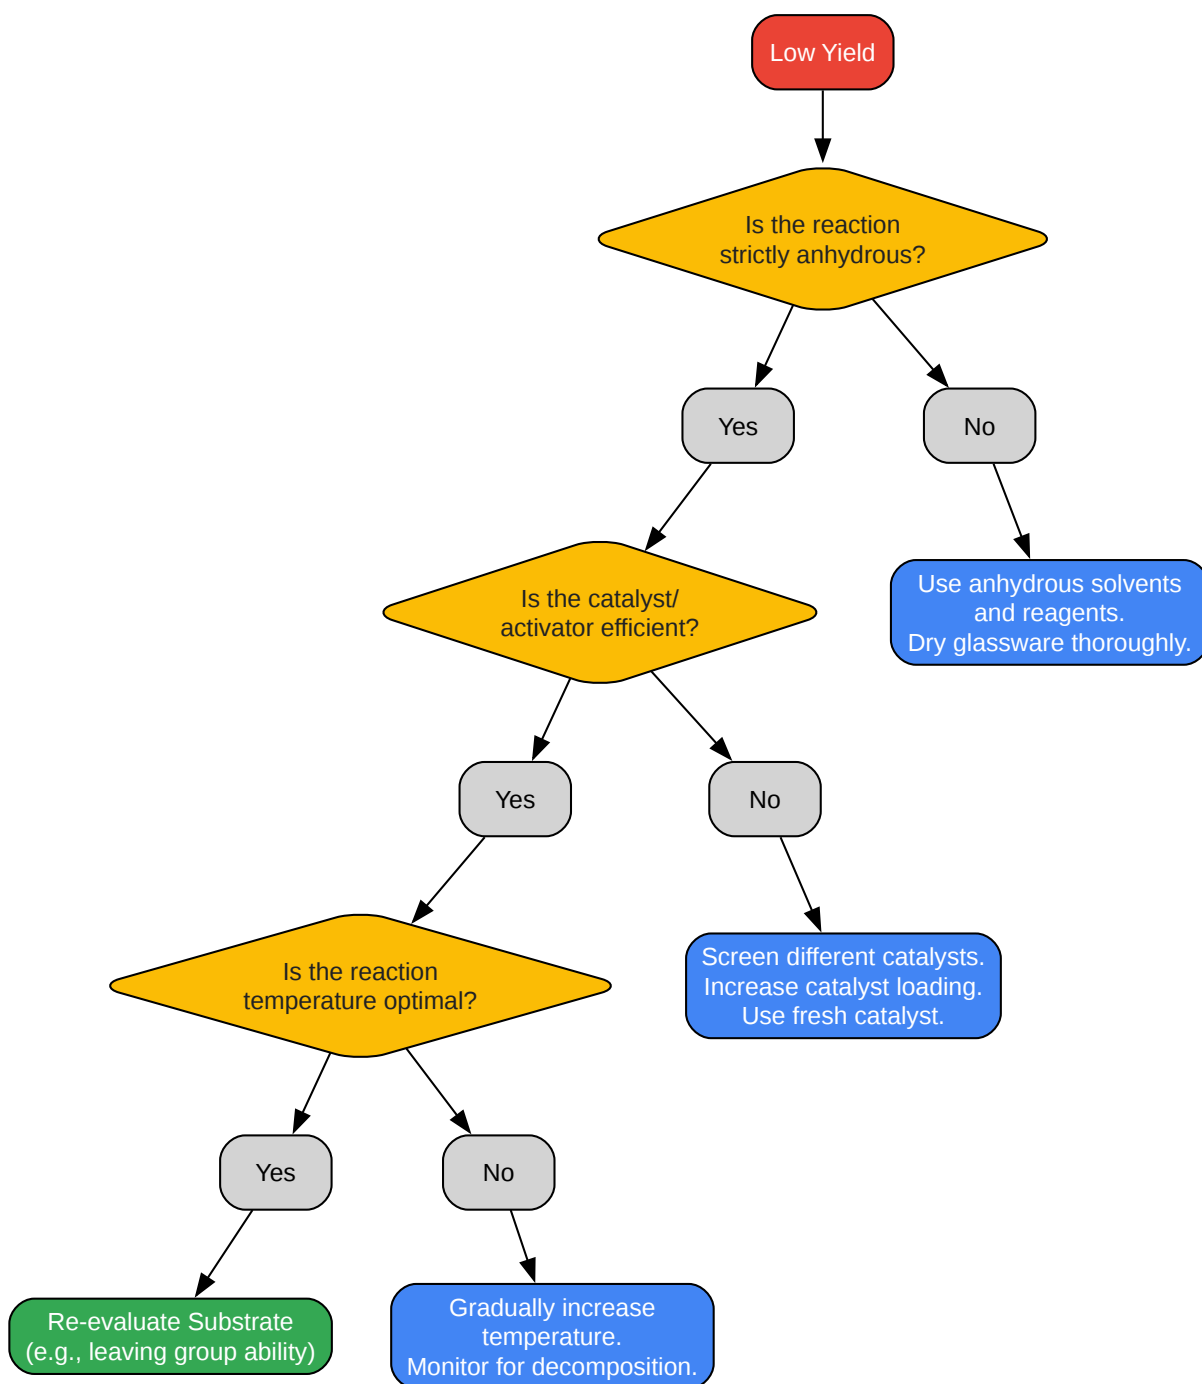 Low Yield
Is the reaction
strictly anhydrous?
Yes
No
Use anhydrous solvents
and reagents.
Dry glassware thoroughly.
Is the catalyst/
activator efficient?
Yes
No
Screen different catalysts.
Increase catalyst loading.
Use fresh catalyst.
Is the reaction
temperature optimal?
Yes
No
Re-evaluate Substrate
(e.g., leaving group ability)
Gradually increase
temperature.
Monitor for decomposition.